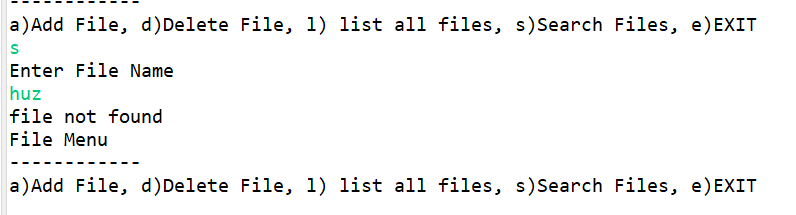 ------------
a)Add File, d)Delete File, l) list all files, s)Search Files, e)EXIT
s
Enter File Name
huz
file not found
File Menu
------------
a)Add File, d)Delete File, l) list all files, s)Search Files, e)EXIT